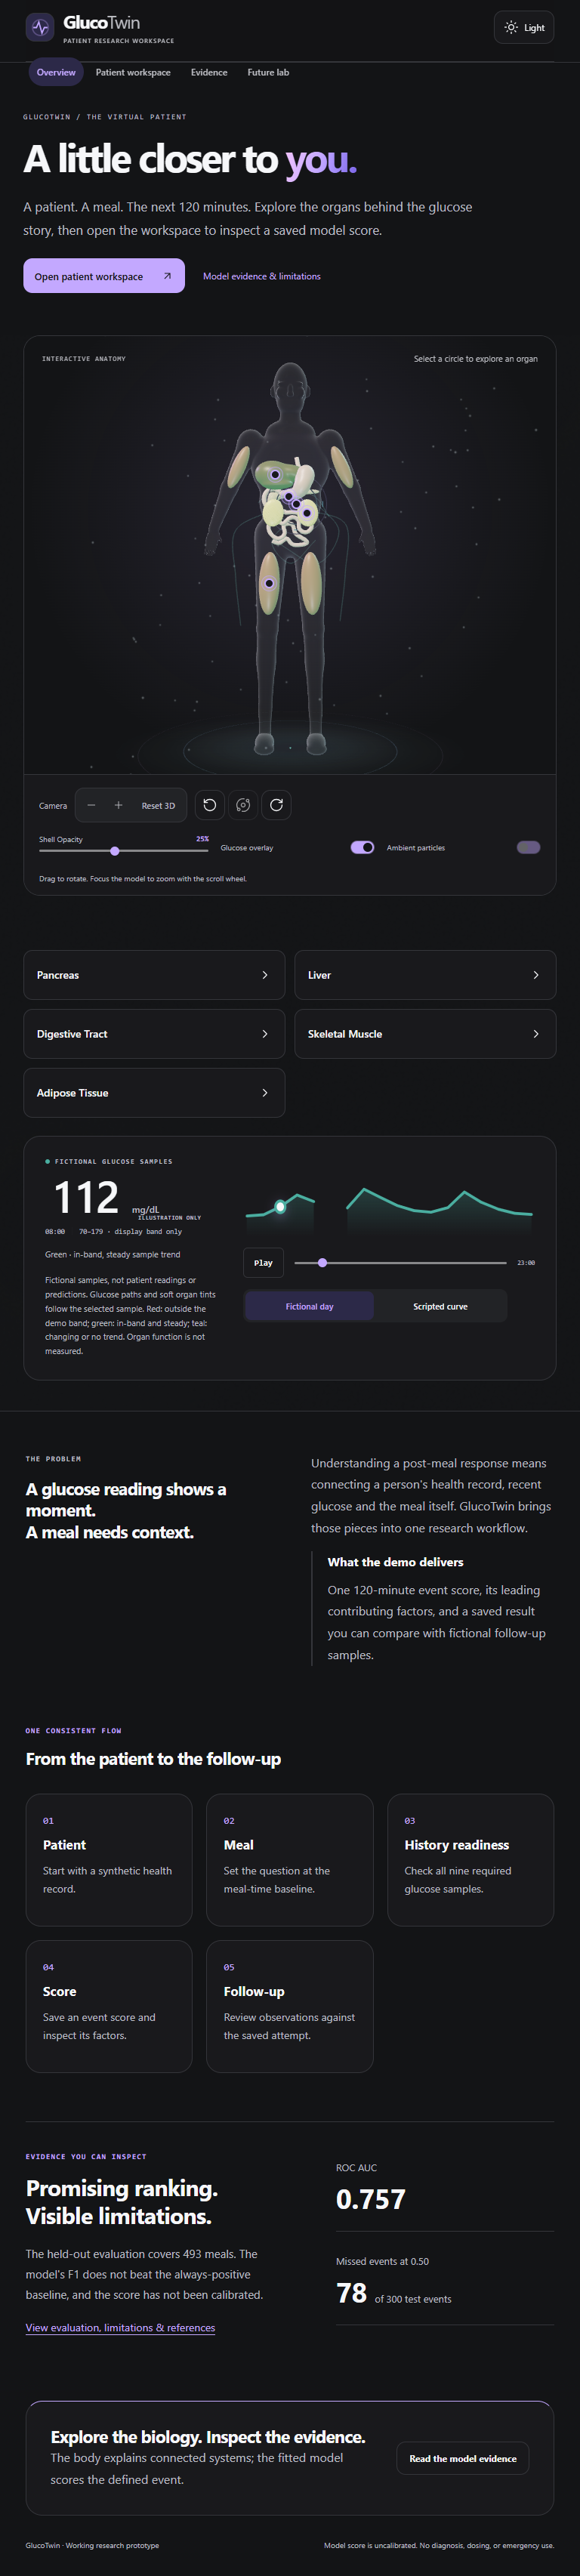 GlucoTwin
PATIENT RESEARCH WORKSPACE
Light
Overview
Patient workspace
Evidence
Future lab
GLUCOTWIN / THE VIRTUAL PATIENT
A little closer to you.
A patient. A meal. The next 120 minutes. Explore the organs behind the glucose
story, then open the workspace to inspect a saved model score.
Open patient workspace
Model evidence & limitations
INTERACTIVE ANATOMY
Select a circle to explore an organ
Camera
Reset 3D
Shell Opacity
25%
Glucose overlay
Ambient particles
Drag to rotate. Focus the model to zoom with the scroll wheel.
Pancreas
Liver
Digestive Tract
Skeletal Muscle
Adipose Tissue
FICTIONAL GLUCOSE SAMPLES
112 mg/dL
ILLUSTRATION ONLY
08:00 70–179 · display band only
Green · in-band, steady sample trend
Fictional samples, not patient readings or
predictions. Glucose paths and soft organ tints
follow the selected sample. Red: outside the
demo band; green: in-band and steady; teal:
changing or no trend. Organ function is not
measured.
Play
23:00
Fictional day
Scripted curve
THE PROBLEM
A glucose reading shows a
moment.
A meal needs context.
Understanding a post-meal response means
connecting a person's health record, recent
glucose and the meal itself. GlucoTwin brings
those pieces into one research workflow.
What the demo delivers
One 120-minute event score, its leading
contributing factors, and a saved result
you can compare with fictional follow-up
samples.
ONE CONSISTENT FLOW
From the patient to the follow-up
01
Patient
Start with a synthetic health
record.
02
Meal
Set the question at the
meal-time baseline.
03
History readiness
Check all nine required
glucose samples.
04
Score
Save an event score and
inspect its factors.
05
Follow-up
Review observations against
the saved attempt.
EVIDENCE YOU CAN INSPECT
Promising ranking.
Visible limitations.
The held-out evaluation covers 493 meals. The
model's F1 does not beat the always-positive
baseline, and the score has not been calibrated.
View evaluation, limitations & references
ROC AUC
0.757
Missed events at 0.50
78 of 300 test events
Explore the biology. Inspect the evidence.
The body explains connected systems; the fitted model
scores the defined event.
Read the model evidence
GlucoTwin · Working research prototype
Model score is uncalibrated. No diagnosis, dosing, or emergency use.